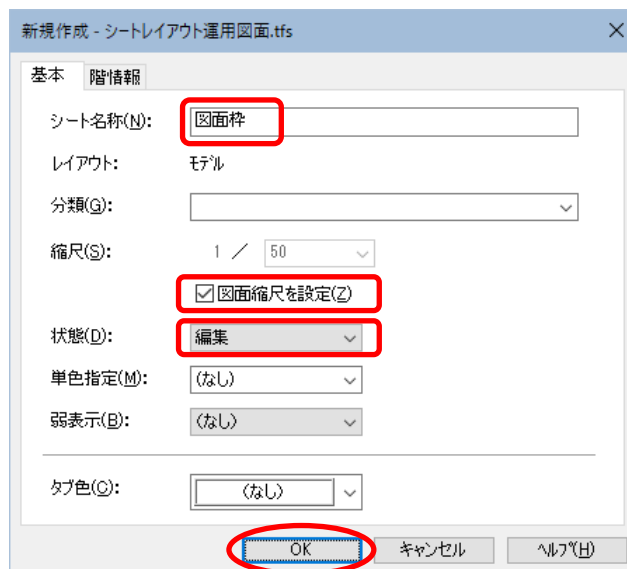 新規作成 - シートレイアウト運用図面.tfs
基本 階情報
シート名称(N): 図面枠
レイアウト: モデル
分類(G):
縮尺(S): 1 ／ 50
図面縮尺を設定(Z)
状態(D): 編集
単色指定(M): (なし)
弱表示(B): (なし)
タブ色(C): (なし)
OK キャンセル ヘルプ(H)